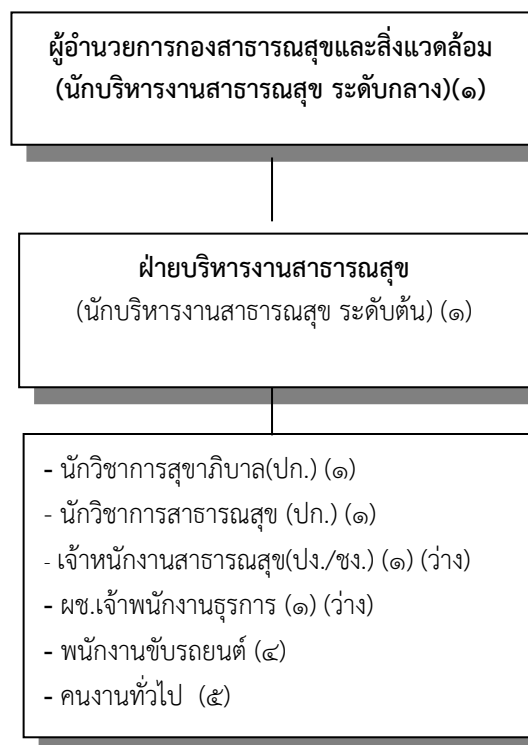 ผู้อำนวยการกองสาธารณสุขและสิ่งแวดล้อม
(นักบริหารงานสาธารณสุข ระดับกลาง)(๑)
ฝ่ายบริหารงานสาธารณสุข
(นักบริหารงานสาธารณสุข ระดับต้น) (๑)
- นักวิชาการสุขาภิบาล(ปก.) (๑)
- นักวิชาการสาธารณสุข (ปก.) (๑)
- เจ้าหนักงานสาธารณสุข(ปง./ชง.) (๑) (ว่าง)
- ผช.เจ้าพนักงานธุรการ (๑) (ว่าง)
- พนักงานขับรถยนต์ (๔)
- คนงานทั่วไป (๕)